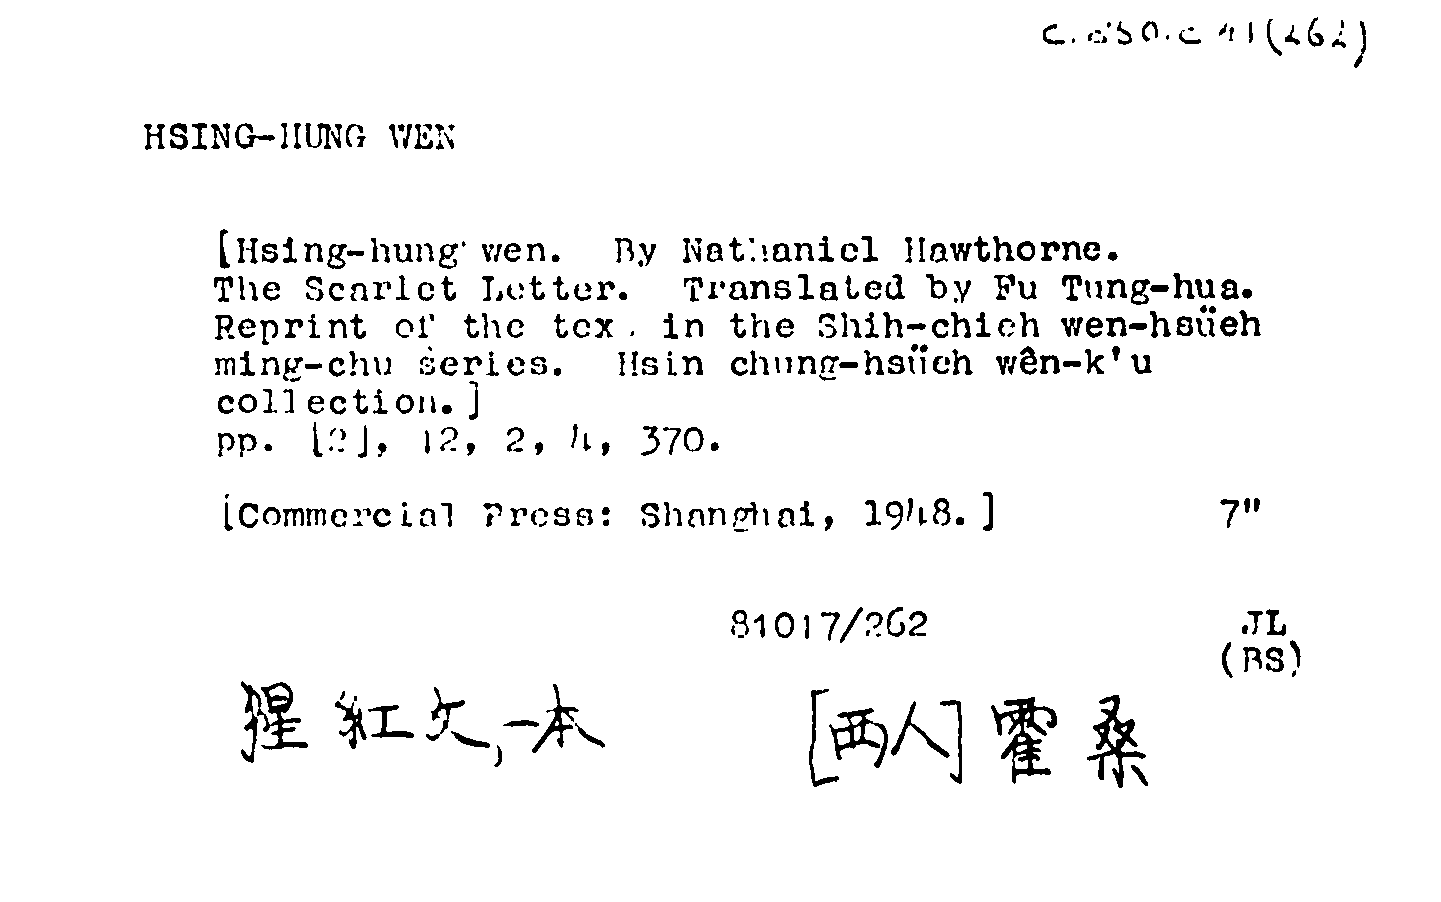 (262)
HSING-HUNG WEN
[Hsing-hung wen. By Nathaniel Hawthorne.
The Scarlet Letter. Translated by Fu Tung-hua.
Reprint of the tex. in the Shih-chieh wen-hsüeh
ming-chu series. Hsin chung-hsüeh wên-k'u
collection.]
pp. [2], 12, 2, 4, 370.
[Commercial Press: Shanghai, 1948.] 7"
81017/262 JL
(BS)
猩紅文,一本 [西人]霍桑